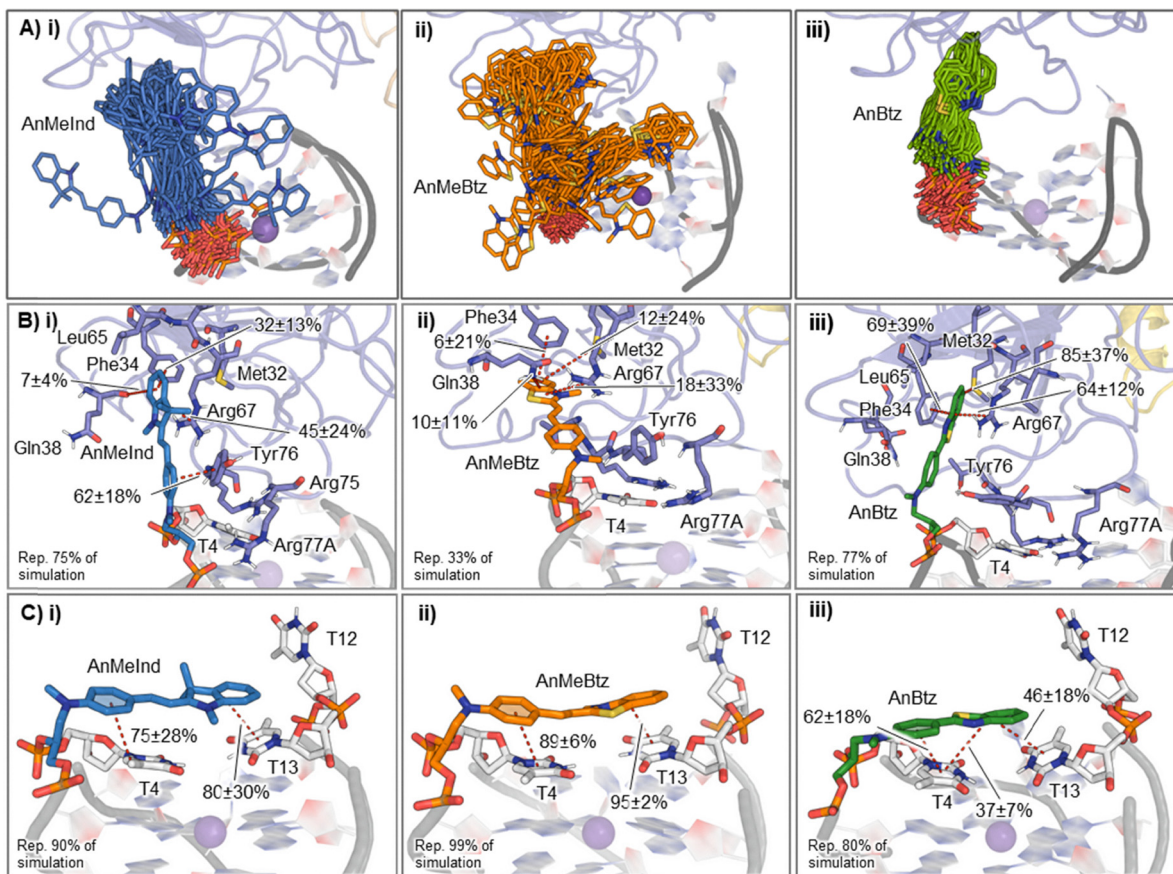 A) i)
AnMeInd
ii)
AnMeBtz
iii)
AnBtz
B) i)
Leu65
32±13%
Phe34
7±4%
Met32
Arg67
Gln38
AnMeInd
45±24%
Tyr76
62±18%
Arg75
T4
Arg77A
Rep. 75% of
simulation
ii)
Phe34
12±24%
6±21%
Met32
Gln38
Arg67
18±33%
10±11%
Tyr76
AnMeBtz
T4
Arg77A
Rep. 33% of
simulation
iii)
69±39%
Met32
85±37%
Leu65
64±12%
Phe34
Arg67
Gln38
Tyr76
AnBtz
Arg77A
T4
Rep. 77% of
simulation
C) i)
T12
AnMeInd
75±28%
T4
T13
80±30%
Rep. 90% of
simulation
ii)
T12
AnMeBtz
89±6%
T4
T13
95±2%
Rep. 99% of
simulation
iii)
T12
AnBtz
46±18%
62±18%
T4
T13
37±7%
Rep. 80% of
simulation